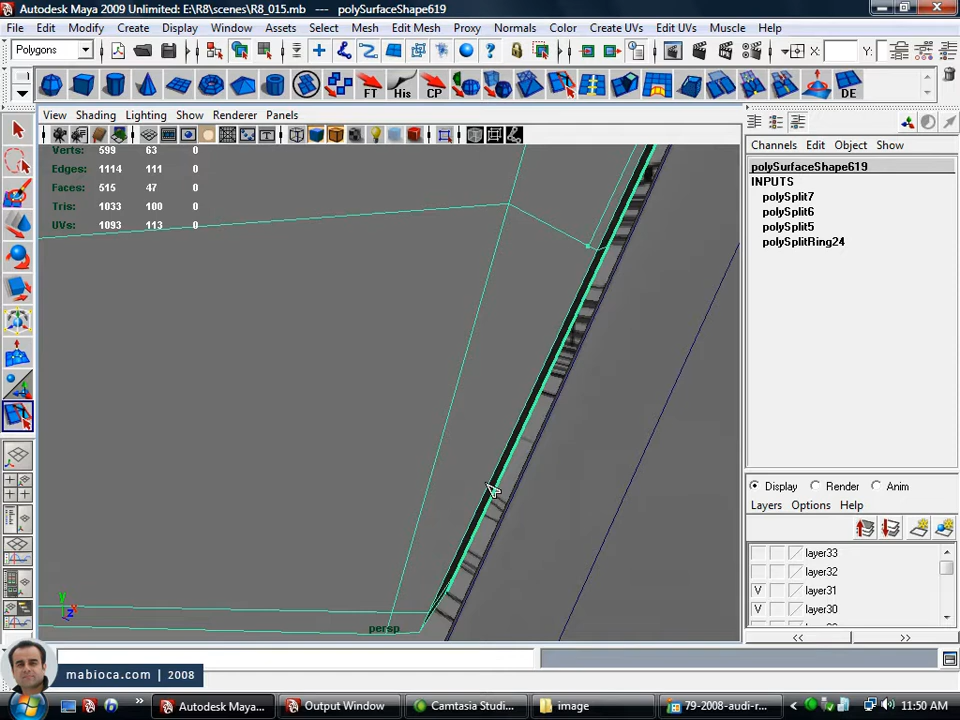 Autodesk Maya 2009 Unlimited: E:\R8\scenes\R8_015.mb   ---   polySurfaceShape619
File Edit Modify Create Display Window Assets Select Mesh Edit Mesh Proxy Normals Color Create UVs Edit UVs Muscle Help
Polygons X: Y:
FT His CP DE
View Shading Lighting Show Renderer Panels
Channels Edit Object Show
Verts: 599 63 0
Edges: 1114 111 0
Faces: 515 47 0
Tris: 1033 100 0
UVs: 1093 113 0
polySurfaceShape619
INPUTS
polySplit7
polySplit6
polySplit5
polySplitRing24
Display Render Anim
Layers Options Help
layer33
layer32
V layer31
V layer30
y
z
persp
<< >>
mabioca.com | 2008
Autodesk Maya... Output Window Camtasia Studi... image 79-2008-audi-r... 11:50 AM